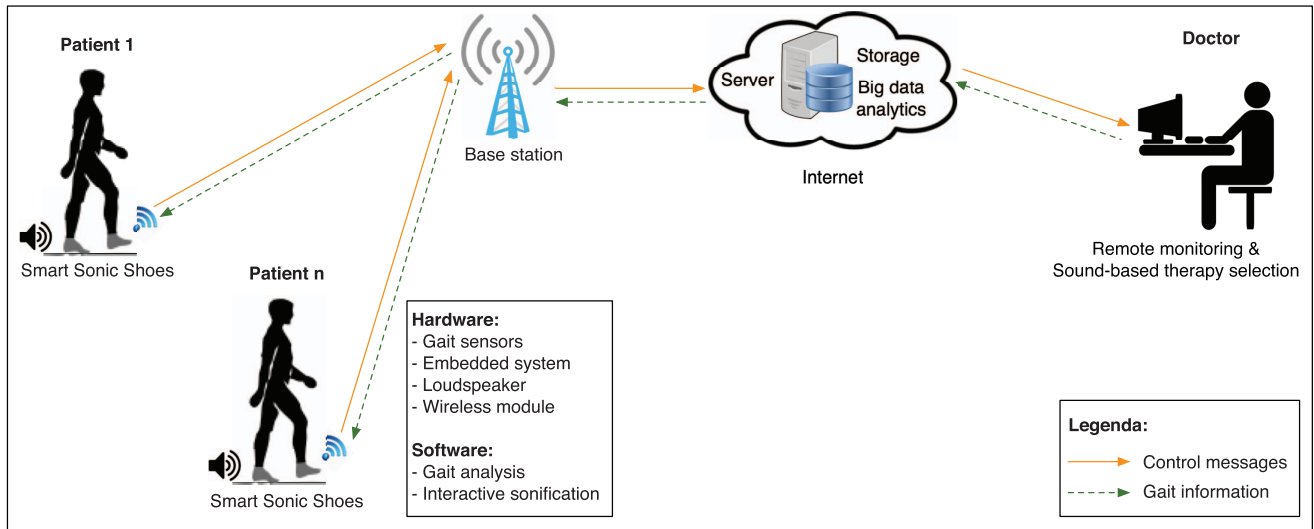 Patient 1
Smart Sonic Shoes
Patient n
Smart Sonic Shoes
Hardware:
- Gait sensors
- Embedded system
- Loudspeaker
- Wireless module
Software:
- Gait analysis
- Interactive sonification
Base station
Server
Storage
Big data
analytics
Internet
Doctor
Remote monitoring &
Sound-based therapy selection
Legenda:
Control messages
Gait information